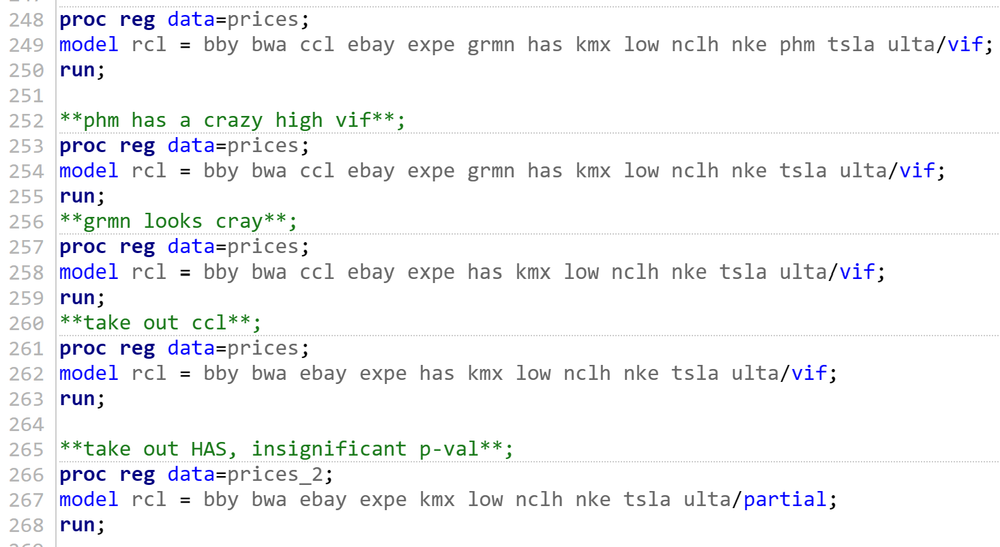 248 proc reg data=prices;
249 model rcl = bby bwa ccl ebay expe grmn has kmx low nclh nke phm tsla ulta/vif;
250 run;
251
252 **phm has a crazy high vif**;
253 proc reg data=prices;
254 model rcl = bby bwa ccl ebay expe grmn has kmx low nclh nke tsla ulta/vif;
255 run;
256 **grmn looks cray**;
257 proc reg data=prices;
258 model rcl = bby bwa ccl ebay expe has kmx low nclh nke tsla ulta/vif;
259 run;
260 **take out ccl**;
261 proc reg data=prices;
262 model rcl = bby bwa ebay expe has kmx low nclh nke tsla ulta/vif;
263 run;
264
265 **take out HAS, insignificant p-val**;
266 proc reg data=prices_2;
267 model rcl = bby bwa ebay expe kmx low nclh nke tsla ulta/partial;
268 run;